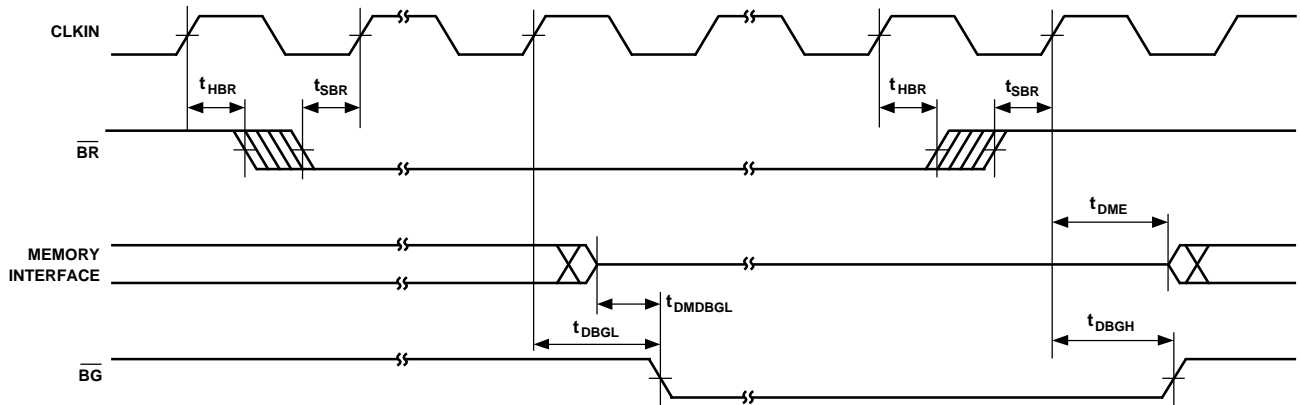 CLKIN
tHBR
tSBR
tHBR
tSBR
BR
tDME
MEMORY
INTERFACE
tDMDBGL
tDBGL
tDBGH
BG